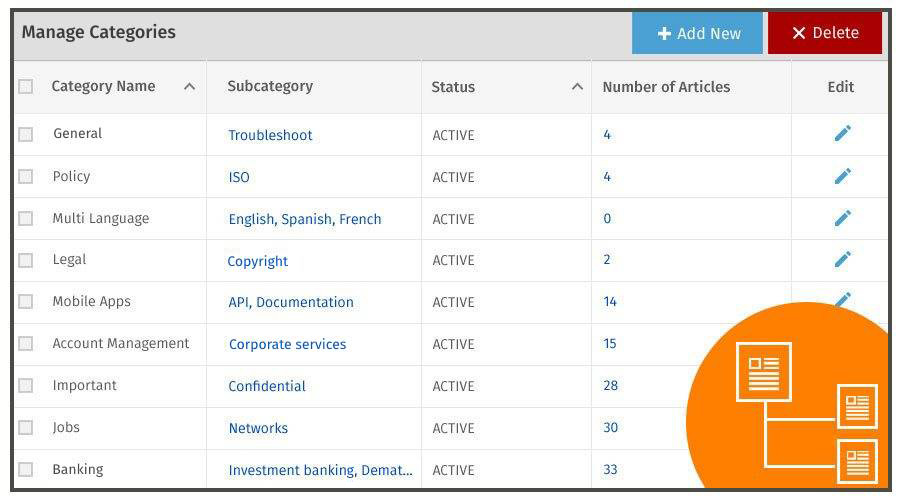 Manage Categories
Add New
Delete
Category Name Subcategory Status Number of Articles Edit
General Troubleshoot ACTIVE 4
Policy ISO ACTIVE 4
Multi Language English, Spanish, French ACTIVE 0
Legal Copyright ACTIVE 2
Mobile Apps API, Documentation ACTIVE 14
Account Management Corporate services ACTIVE 15
Important Confidential ACTIVE 28
Jobs Networks ACTIVE 30
Banking Investment banking, Demat... ACTIVE 33